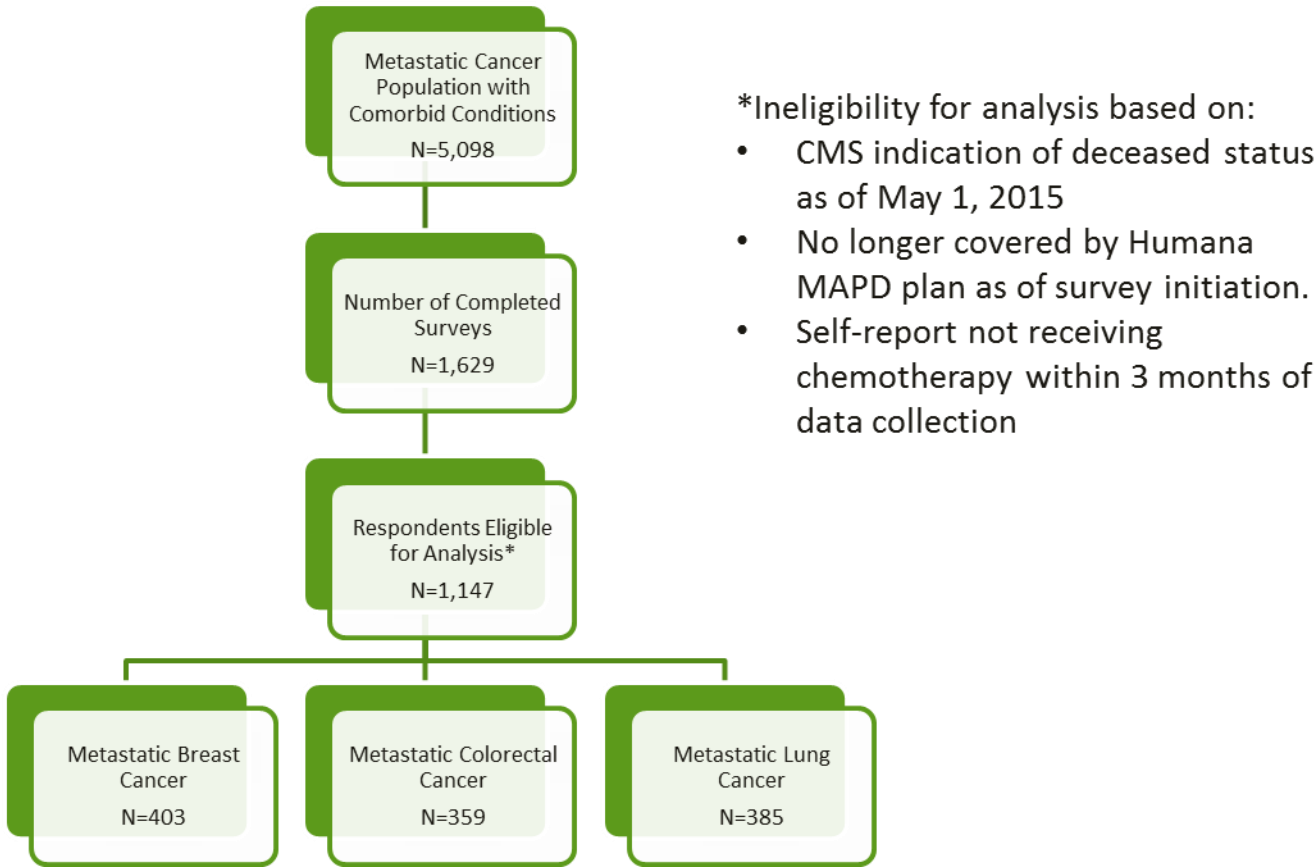 Metastatic Cancer
Population with
Comorbid Conditions
N=5,098
Number of Completed
Surveys
N=1,629
Respondents Eligible
for Analysis*
N=1,147
Metastatic Breast
Cancer
N=403
Metastatic Colorectal
Cancer
N=359
Metastatic Lung
Cancer
N=385
*Ineligibility for analysis based on:
• CMS indication of deceased status
as of May 1, 2015
• No longer covered by Humana
MAPD plan as of survey initiation.
• Self-report not receiving
chemotherapy within 3 months of
data collection